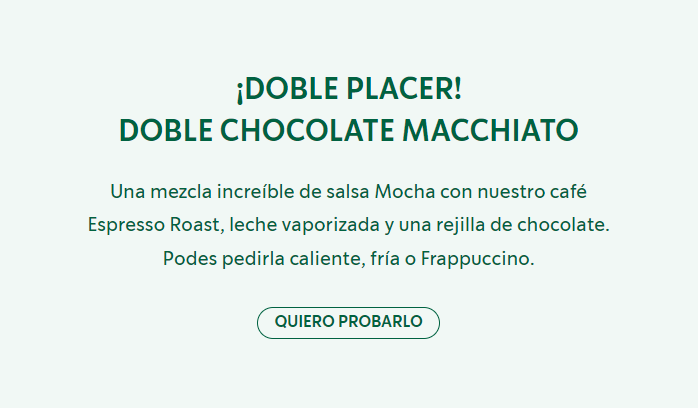 ¡DOBLE PLACER!
DOBLE CHOCOLATE MACCHIATO
Una mezcla increíble de salsa Mocha con nuestro café
Espresso Roast, leche vaporizada y una rejilla de chocolate.
Podes pedirla caliente, fría o Frappuccino.
QUIERO PROBARLO